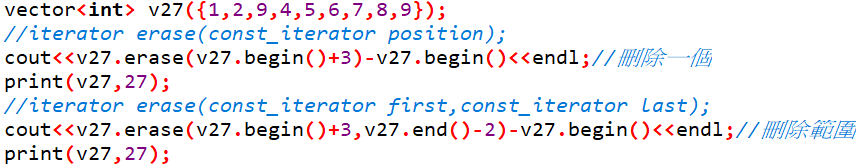 vector<int> v27({1,2,9,4,5,6,7,8,9});
//iterator erase(const_iterator position);
cout<<v27.erase(v27.begin()+3)-v27.begin()<<endl;//刪除一個
print(v27,27);
//iterator erase(const_iterator first,const_iterator last);
cout<<v27.erase(v27.begin()+3,v27.end()-2)-v27.begin()<<endl;//刪除範圍
print(v27,27);